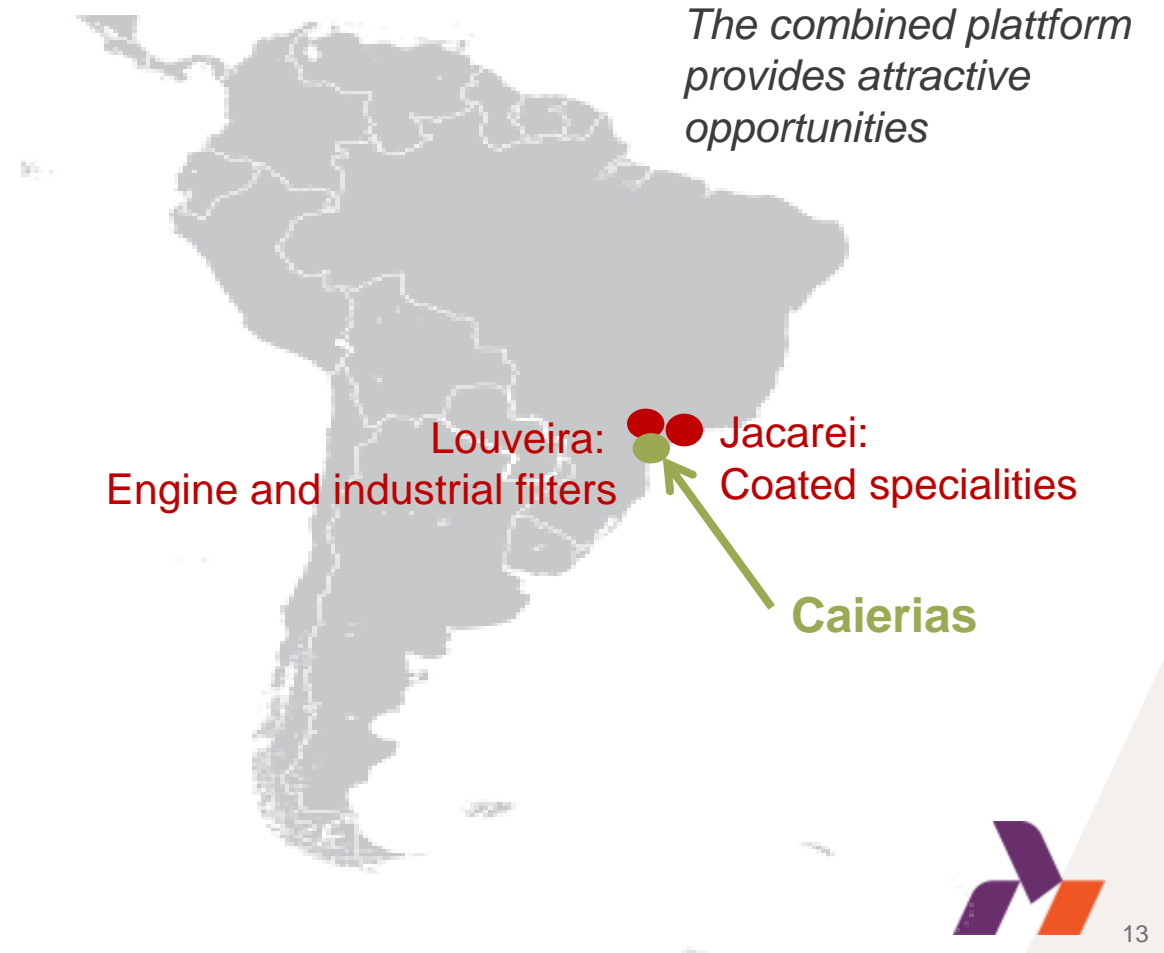 The combined plattform
provides attractive
opportunities
Louveira:
Engine and industrial filters
Jacarei:
Coated specialities
Caierias
13